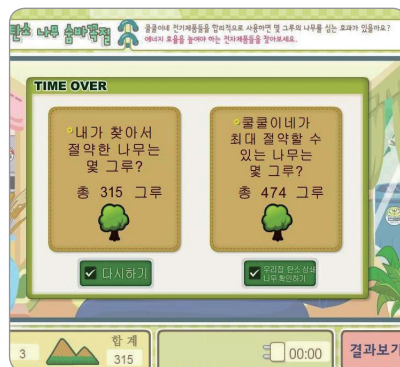 탄소 나무 숨바꼭질
쿨쿨이네 전기제품들을 합리적으로 사용하면 몇 그루의 나무를 심는 효과가 있을까요?
에너지 효율을 높여야 하는 전자제품들을 찾아보세요.
TIME OVER
내가 찾아서
절약한 나무는
몇 그루?
총 315 그루
쿨쿨이네가
최대 절약할 수
있는 나무는
몇 그루?
총 474 그루
다시하기
우리집 탄소상쇄
나무 확인하기
3
합 계
315
00:00
결과보기